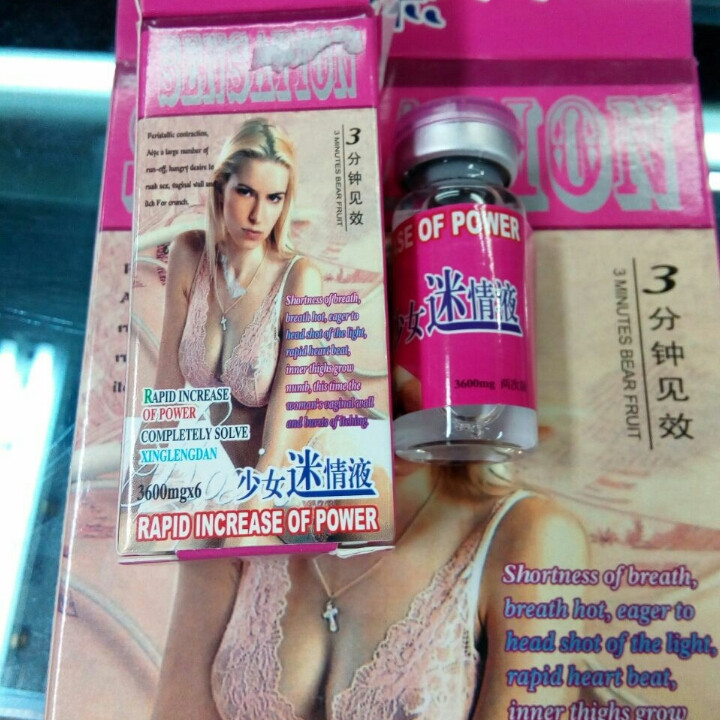 SENSATION
Peristaltic contraction,
a large number of
run-off, hungry desire
rush sex, vaginal wall and
itch For crunch.
3分钟见效
3 MINUTES BEAR FRUIT
Shortness of breath,
breath hot, eager to
head shot of the light,
rapid heart beat,
inner thighs grow
numb, this time the
woman's vaginal wall
and bursts of itching.
RAPID INCREASE
OF POWER
COMPLETELY SOLVE
XINGLENGDAN
3600mgx6
少女迷情液
RAPID INCREASE OF POWER
SE OF POWER
少女迷情液
3600mg
ION
3分钟见效
3 MINUTES BEAR FRUIT
Shortness of breath,
breath hot, eager to
head shot of the light,
rapid heart beat,
inner thighs grow